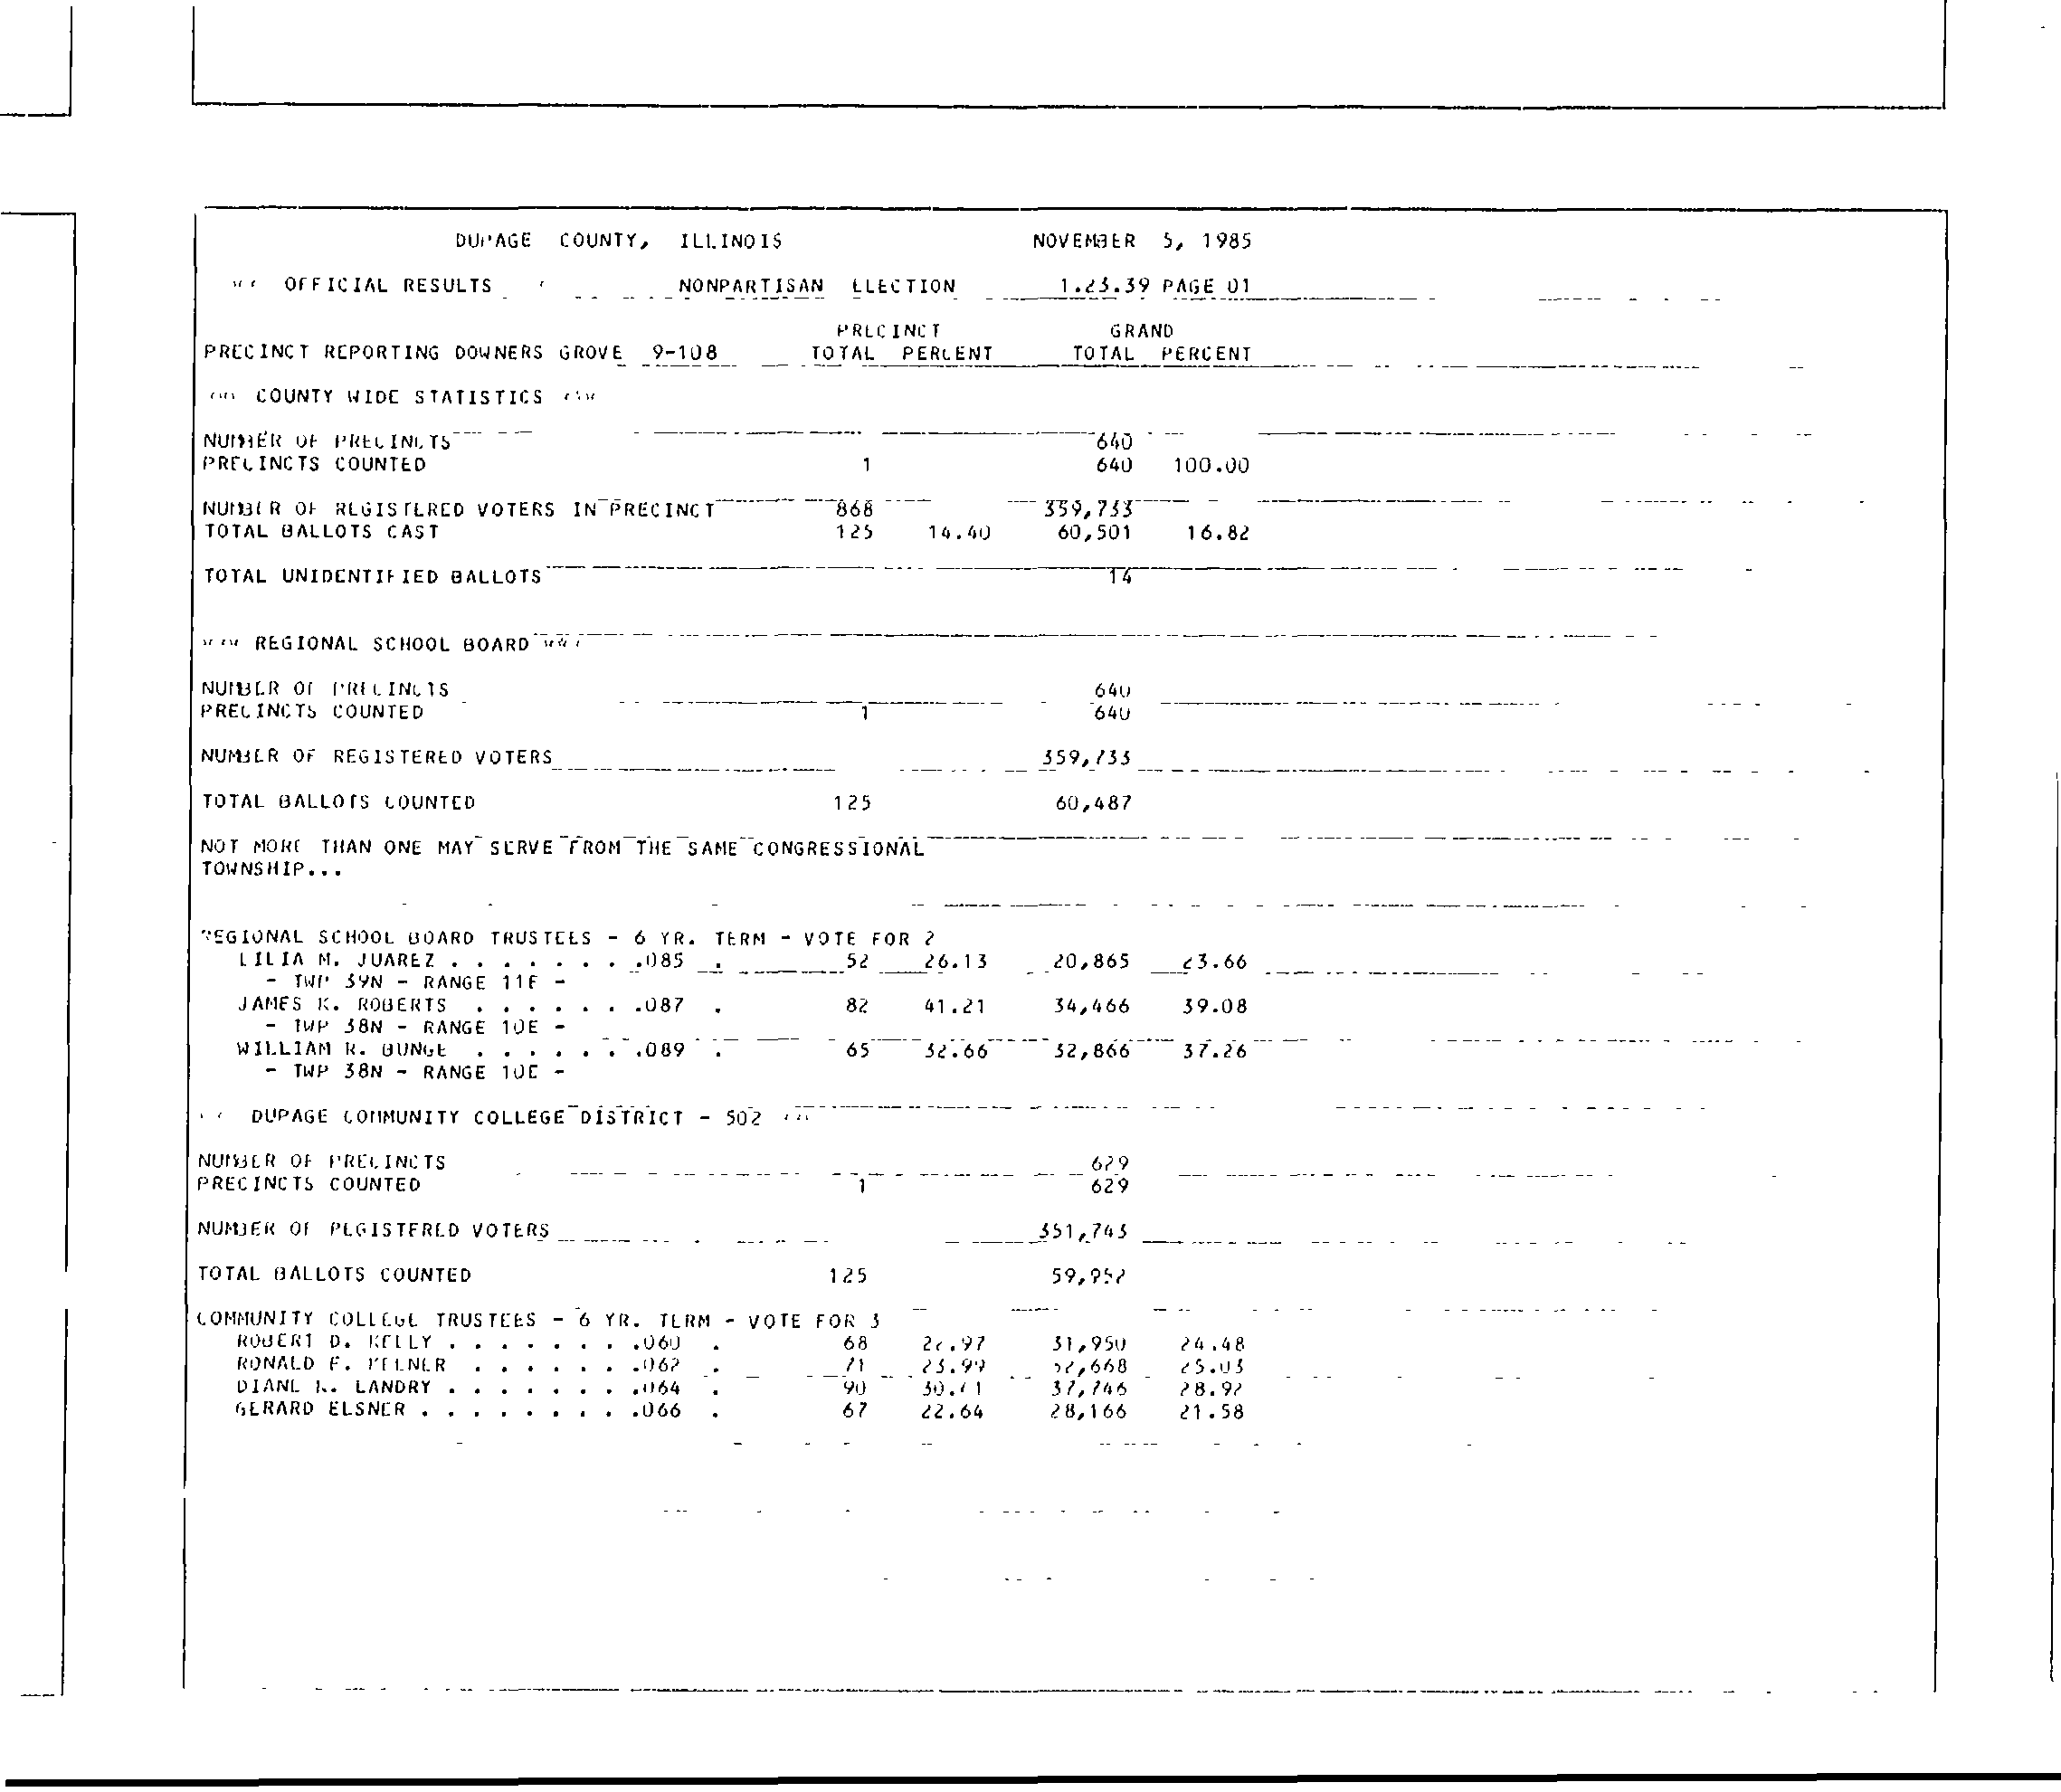 DUPAGE COUNTY, ILLINOIS NOVEMBER 5, 1985
OFFICIAL RESULTS NONPARTISAN ELECTION 1.23.39 PAGE 01
PRECINCT GRAND
PRECINCT REPORTING DOWNERS GROVE 9-108 TOTAL PERCENT TOTAL PERCENT
COUNTY WIDE STATISTICS
NUMBER OF PRECINCTS 640
PRECINCTS COUNTED 1 640 100.00
NUMBER OF REGISTERED VOTERS IN PRECINCT 868 359,733
TOTAL BALLOTS CAST 125 14.40 60,501 16.82
TOTAL UNIDENTIFIED BALLOTS 14
REGIONAL SCHOOL BOARD
NUMBER OF PRECINCTS 640
PRECINCTS COUNTED 1 640
NUMBER OF REGISTERED VOTERS 359,733
TOTAL BALLOTS COUNTED 125 60,487
NOT MORE THAN ONE MAY SERVE FROM THE SAME CONGRESSIONAL
TOWNSHIP...
REGIONAL SCHOOL BOARD TRUSTEES - 6 YR. TERM - VOTE FOR 2
LILIA M. JUAREZ . . . . . . . .085 . 52 26.13 20,865 23.66
- TWP 39N - RANGE 11E -
JAMES K. ROBERTS . . . . . . .087 . 82 41.21 34,466 39.08
- TWP 38N - RANGE 10E -
WILLIAM R. BUNGE . . . . . . .089 . 65 32.66 32,866 37.26
- TWP 38N - RANGE 10E -
DUPAGE COMMUNITY COLLEGE DISTRICT - 502
NUMBER OF PRECINCTS 629
PRECINCTS COUNTED 1 629
NUMBER OF REGISTERED VOTERS 351,743
TOTAL BALLOTS COUNTED 125 59,952
COMMUNITY COLLEGE TRUSTEES - 6 YR. TERM - VOTE FOR 3
ROBERT D. KELLY . . . . . . . .060 . 68 22.97 31,950 24.48
RONALD E. . . . . . . .062 . 71 23.99 32,668 25.03
DIANE K. LANDRY . . . . . . . .064 . 90 30.41 37,746 28.92
GERARD ELSNER . . . . . . . . .066 . 67 22.64 28,166 21.58